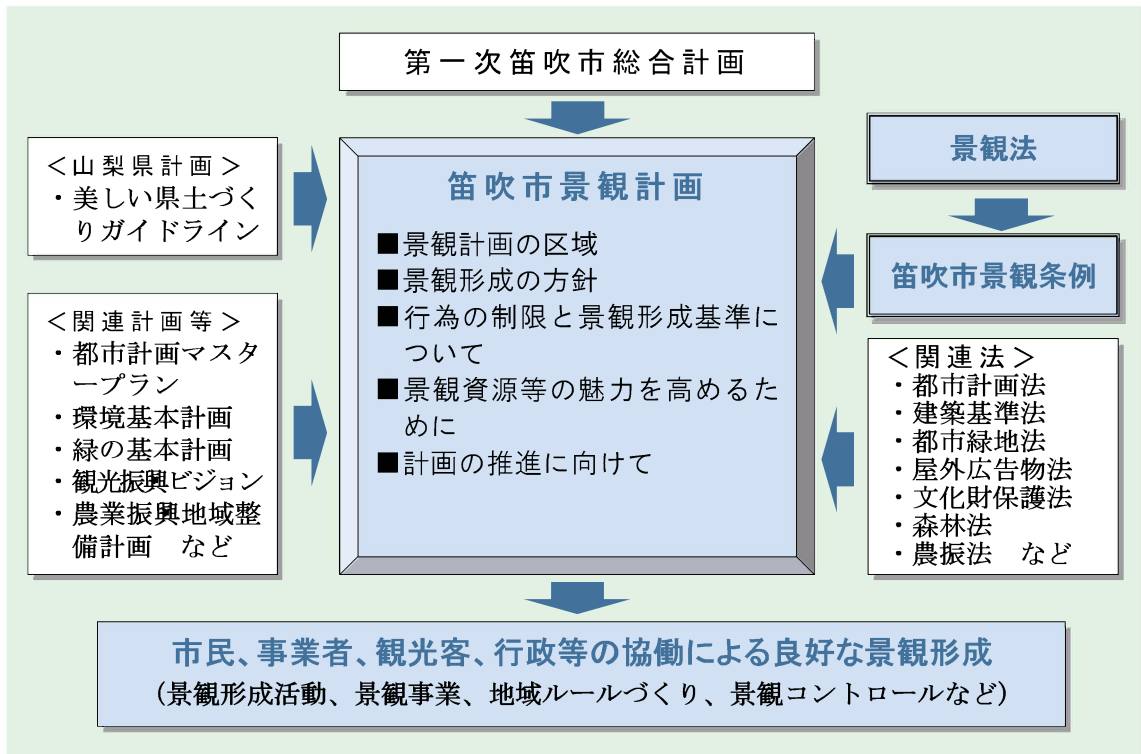 第一次笛吹市総合計画
＜山梨県計画＞
・美しい県土づく
りガイドライン
＜関連計画等＞
・都市計画マスタ
ープラン
・環境基本計画
・緑の基本計画
・観光振興ビジョン
・農業振興地域整
備計画　など
笛吹市景観計画
■景観計画の区域
■景観形成の方針
■行為の制限と景観形成基準に
ついて
■景観資源等の魅力を高めるた
めに
■計画の推進に向けて
景観法
笛吹市景観条例
＜関連法＞
・都市計画法
・建築基準法
・都市緑地法
・屋外広告物法
・文化財保護法
・森林法
・農振法　など
市民、事業者、観光客、行政等の協働による良好な景観形成
（景観形成活動、景観事業、地域ルールづくり、景観コントロールなど）